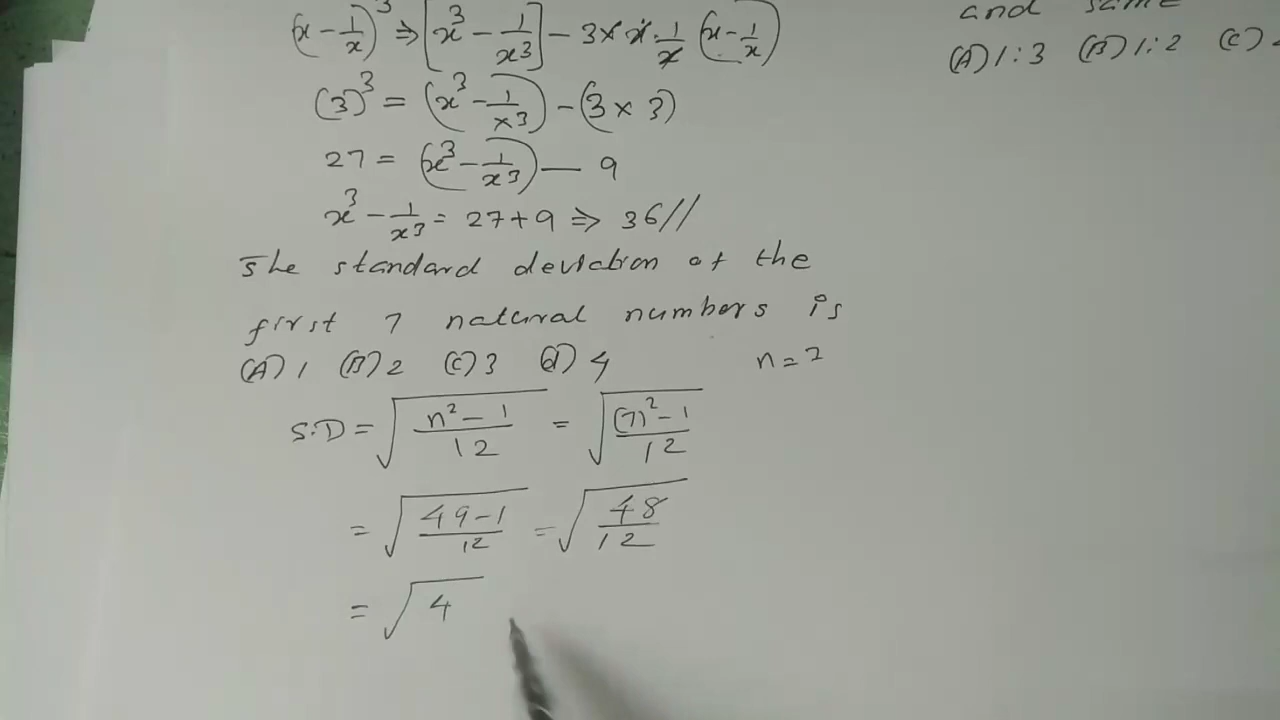 (x - 1/x)³ ⇒ [x³ - 1/x³] - 3x x · 1/x (x - 1/x)
(3)³ = (x³ - 1/x³) - (3 × 3)
27 = (x³ - 1/x³) — 9
x³ - 1/x³ = 27 + 9 ⇒ 36 //
The standard deviation of the
first 7 natural numbers is
(A) 1 (B) 2 (C) 3 (d) 4 n = 7
S.D = √(n² - 1 / 12) = √((7)² - 1 / 12)
= √(49 - 1 / 12) = √(48 / 12)
= √4
and same
(A) 1:3 (B) 1:2 (C)